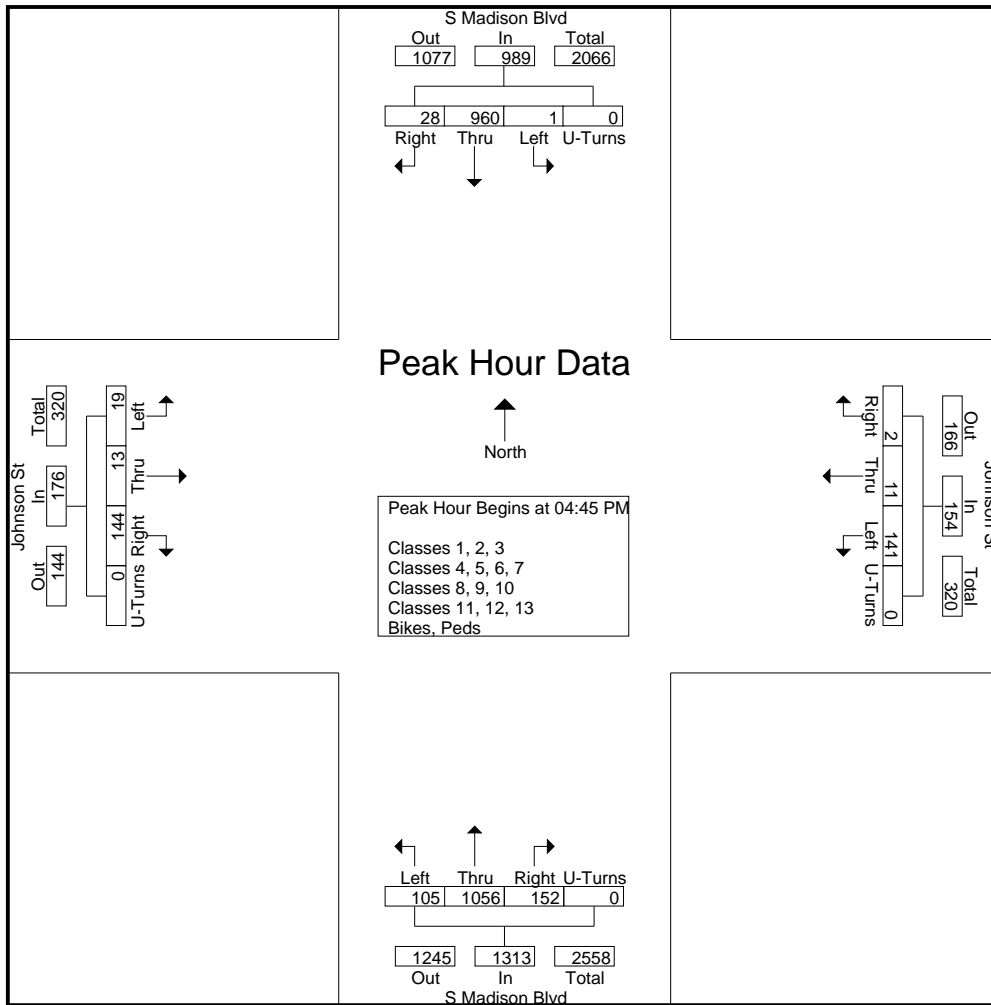 S Madison Blvd
Out In Total
1077 989 2066
28 960 1 0
Right Thru Left U-Turns
Peak Hour Data
North
Johnson St
Total In Out
320 176 144
19 13 144 0
Left Thru Right U-Turns
Right Thru Left U-Turns
2 11 141 0
166 154 320
Out In Total
Johnson St
Peak Hour Begins at 04:45 PM
Classes 1, 2, 3
Classes 4, 5, 6, 7
Classes 8, 9, 10
Classes 11, 12, 13
Bikes, Peds
Left Thru Right U-Turns
105 1056 152 0
1245 1313 2558
Out In Total
S Madison Blvd